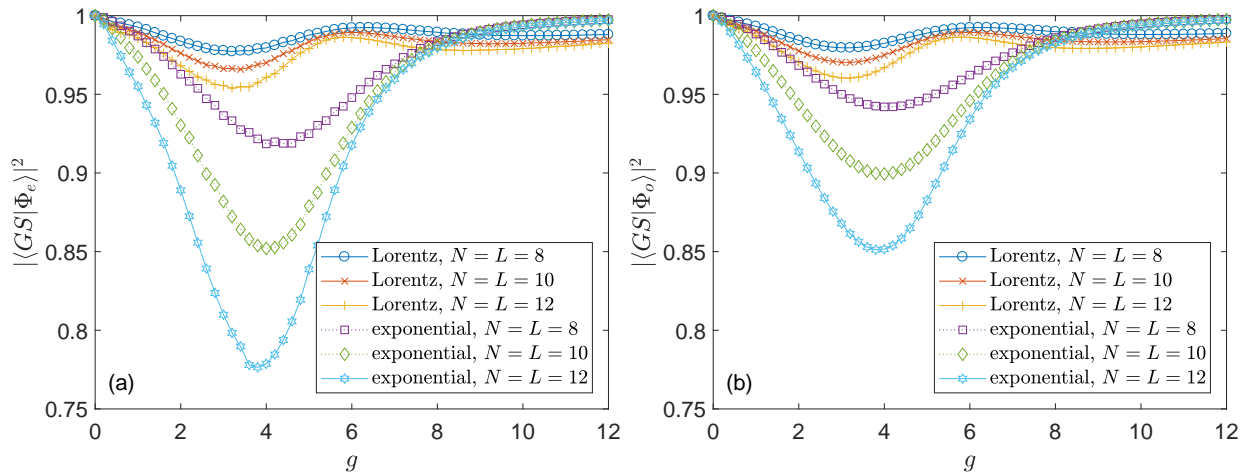 |⟨GS|Φ_e⟩|²
1
0.95
0.9
0.85
0.8
0.75
0 2 4 6 8 10 12
g
(a)
Lorentz, N = L = 8
Lorentz, N = L = 10
Lorentz, N = L = 12
exponential, N = L = 8
exponential, N = L = 10
exponential, N = L = 12
|⟨GS|Φ_o⟩|²
1
0.95
0.9
0.85
0.8
0.75
0 2 4 6 8 10 12
g
(b)
Lorentz, N = L = 8
Lorentz, N = L = 10
Lorentz, N = L = 12
exponential, N = L = 8
exponential, N = L = 10
exponential, N = L = 12